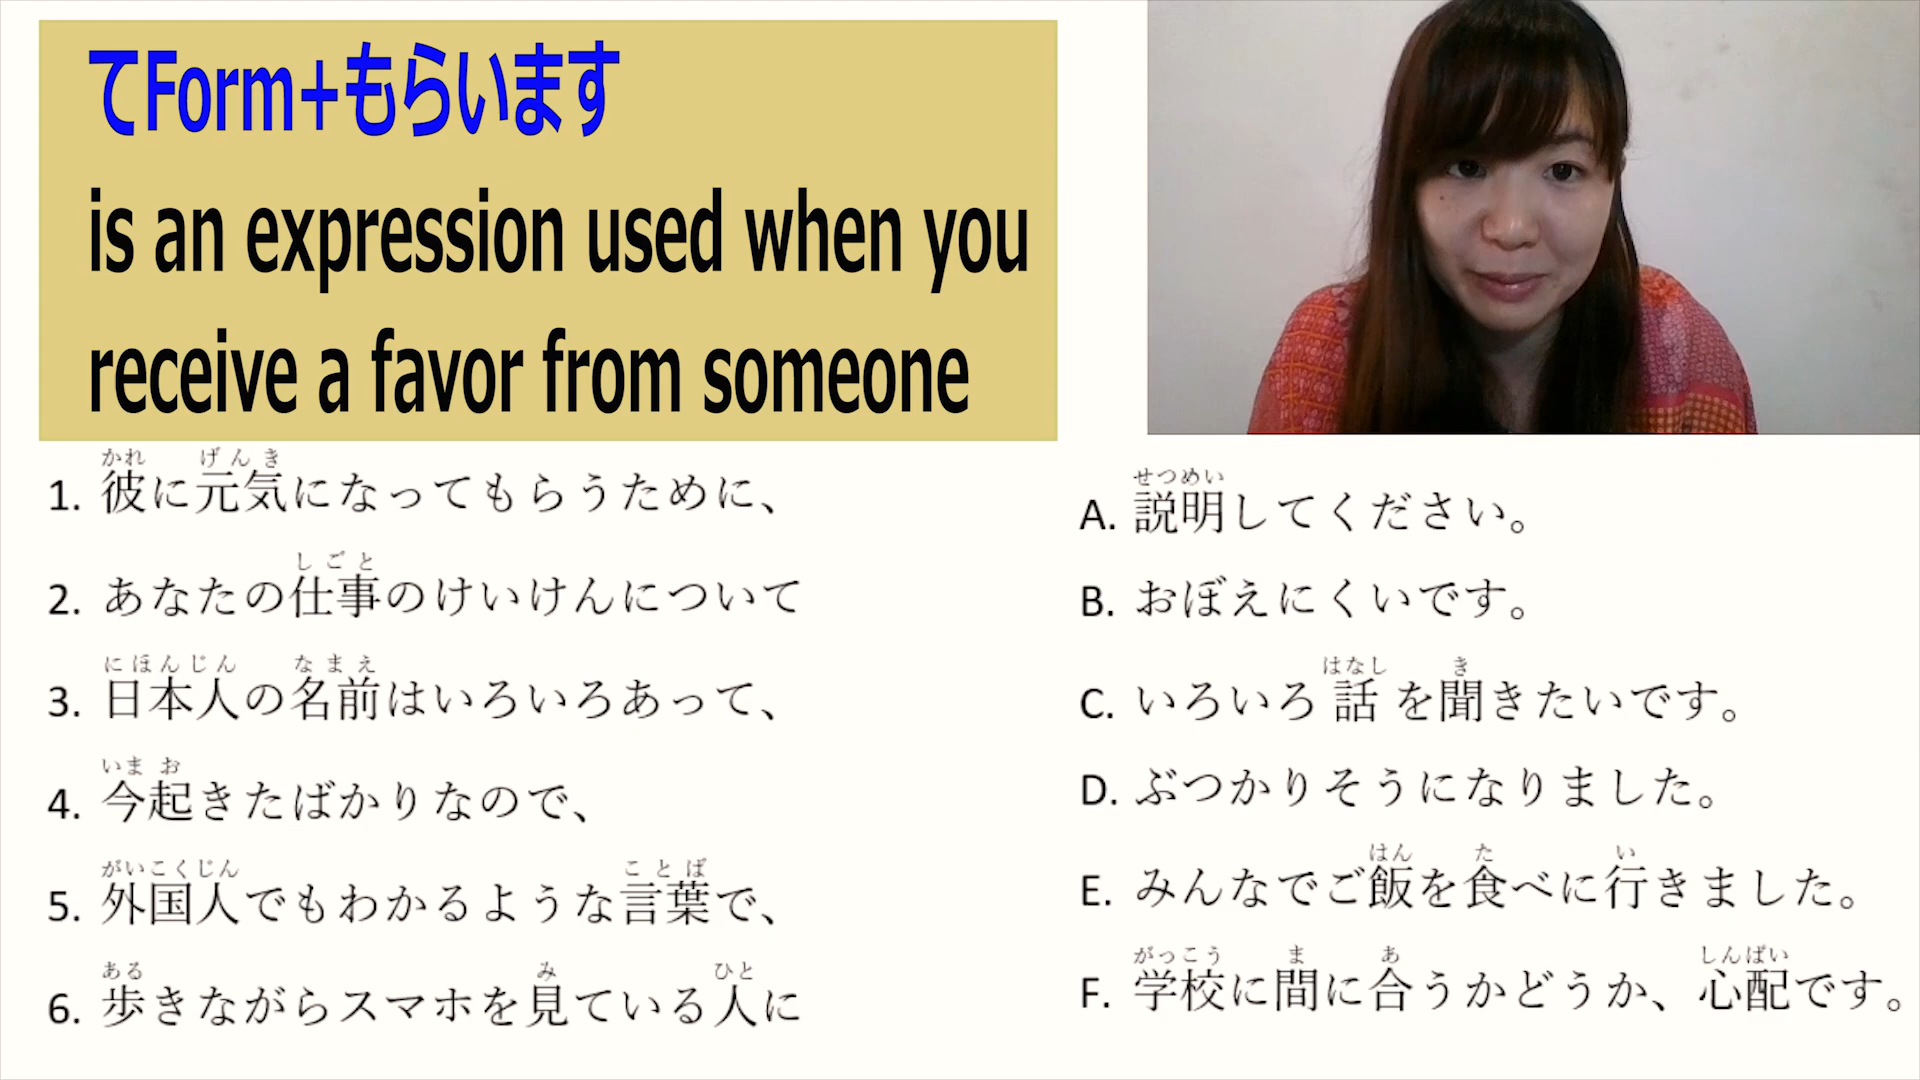 てForm+もらいます
is an expression used when you
receive a favor from someone
かれ げんき
1. 彼に元気になってもらうために、
しごと
2. あなたの仕事のけいけんについて
にほんじん なまえ
3. 日本人の名前はいろいろあって、
いま お
4. 今起きたばかりなので、
がいこくじん ことば
5. 外国人でもわかるような言葉で、
ある み ひと
6. 歩きながらスマホを見ている人に
せつめい
A. 説明してください。
B. おぼえにくいです。
はなし き
C. いろいろ 話 を聞きたいです。
D. ぶつかりそうになりました。
はん た い
E. みんなでご飯を食べに行きました。
がっこう ま あ しんぱい
F. 学校に間に合うかどうか、心配です。